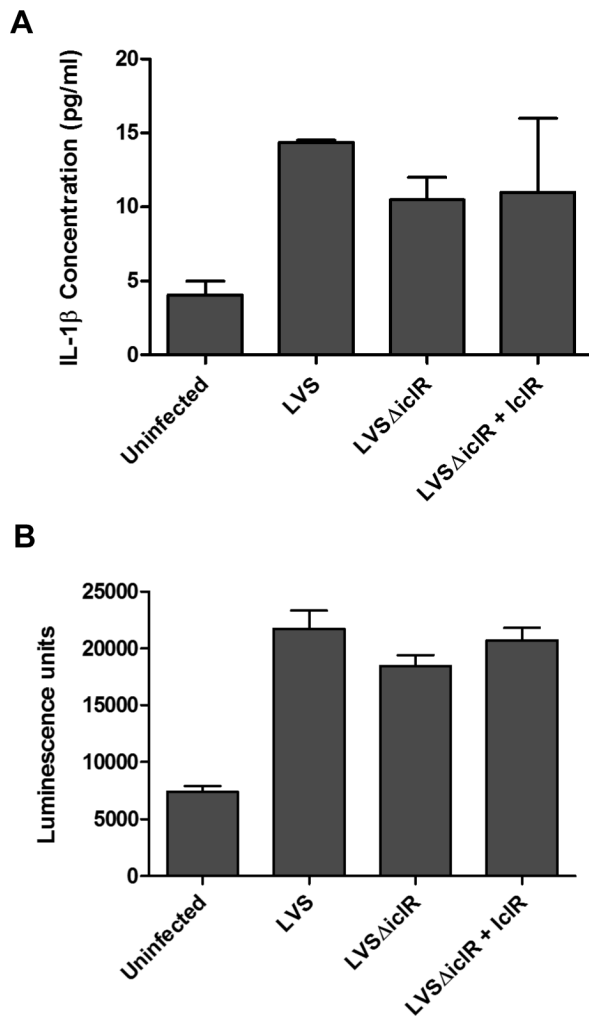 A
IL-1β Concentration (pg/ml)
20
15
10
5
0
Uninfected
LVS
LVSΔiclR
LVSΔiclR + IclR
B
Luminescence units
25000
20000
15000
10000
5000
0
Uninfected
LVS
LVSΔiclR
LVSΔiclR + IclR